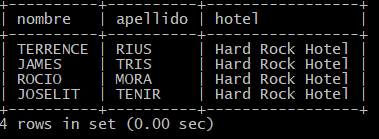 nombre | apellido | hotel
TERRENCE | RIUS | Hard Rock Hotel
JAMES | TRIS | Hard Rock Hotel
ROCIO | MORA | Hard Rock Hotel
JOSELIT | TENIR | Hard Rock Hotel
4 rows in set (0.00 sec)